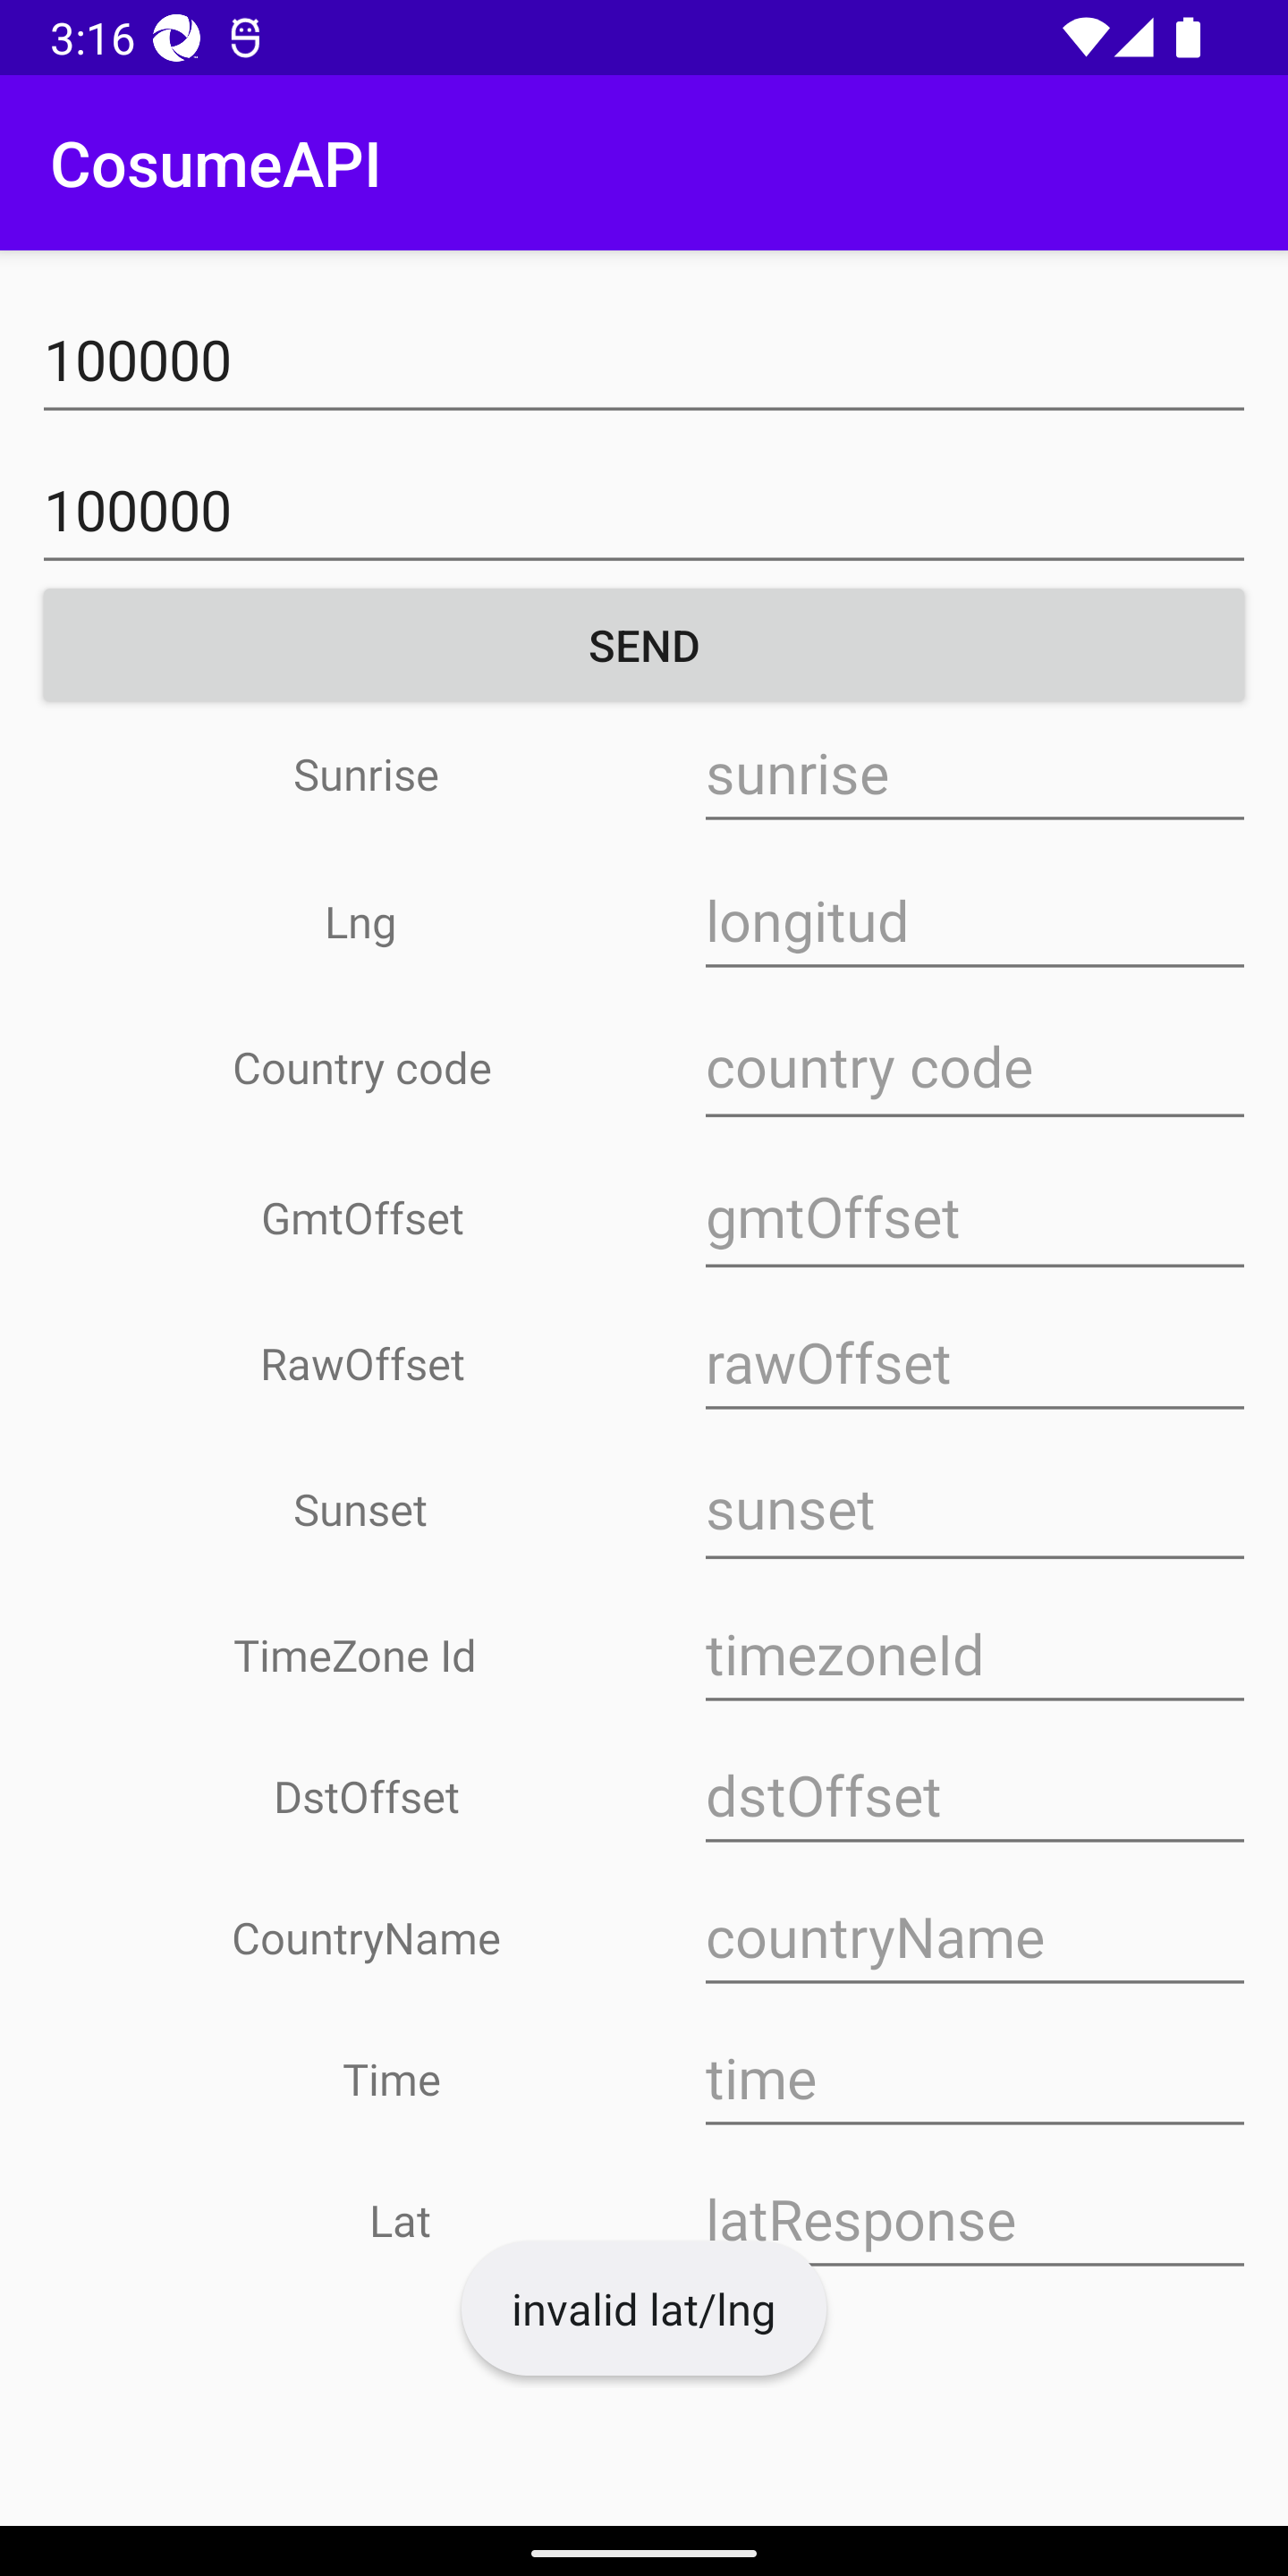 3:16
CosumeAPI
100000
100000
SEND
Sunrise sunrise
Lng longitud
Country code country code
GmtOffset gmtOffset
RawOffset rawOffset
Sunset sunset
TimeZone Id timezoneId
DstOffset dstOffset
CountryName countryName
Time time
Lat latResponse
invalid lat/lng